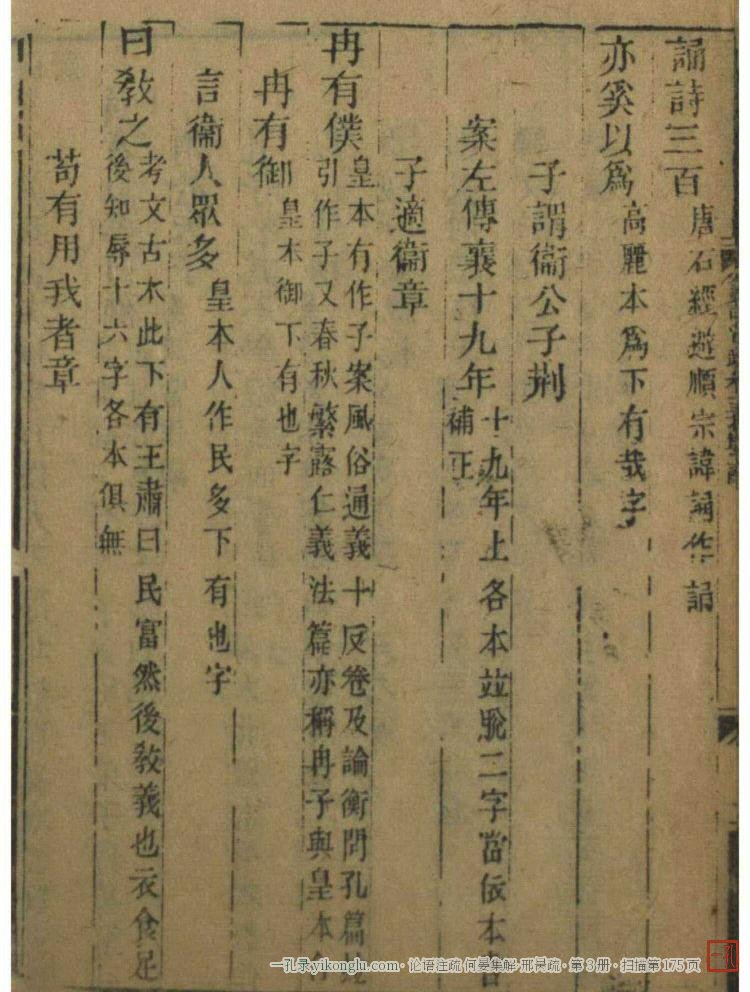 誦詩三百唐石經避順宗諱誦作誦
亦奚以爲高麗本爲下有哉字
子謂衞公子荆
案左傳襄十九年十九年上各本竝脫二字當依本
補正
子適衞章
冉有僕皇本有作子案風俗通義十反卷及論衡問孔篇
引作子又春秋繁露仁義法篇亦稱冉子與皇本
冉有御皇本御下有也字
言衞人眾多皇本人作民多下有也字
曰敎之考文古本此下有王肅曰民富然後敎義也衣食足
後知辱十六字各本俱無
苟有用我者章
一孔录yikonglu.com · 论语注疏.何晏集解.邢昺疏 · 第3册 · 扫描第175页